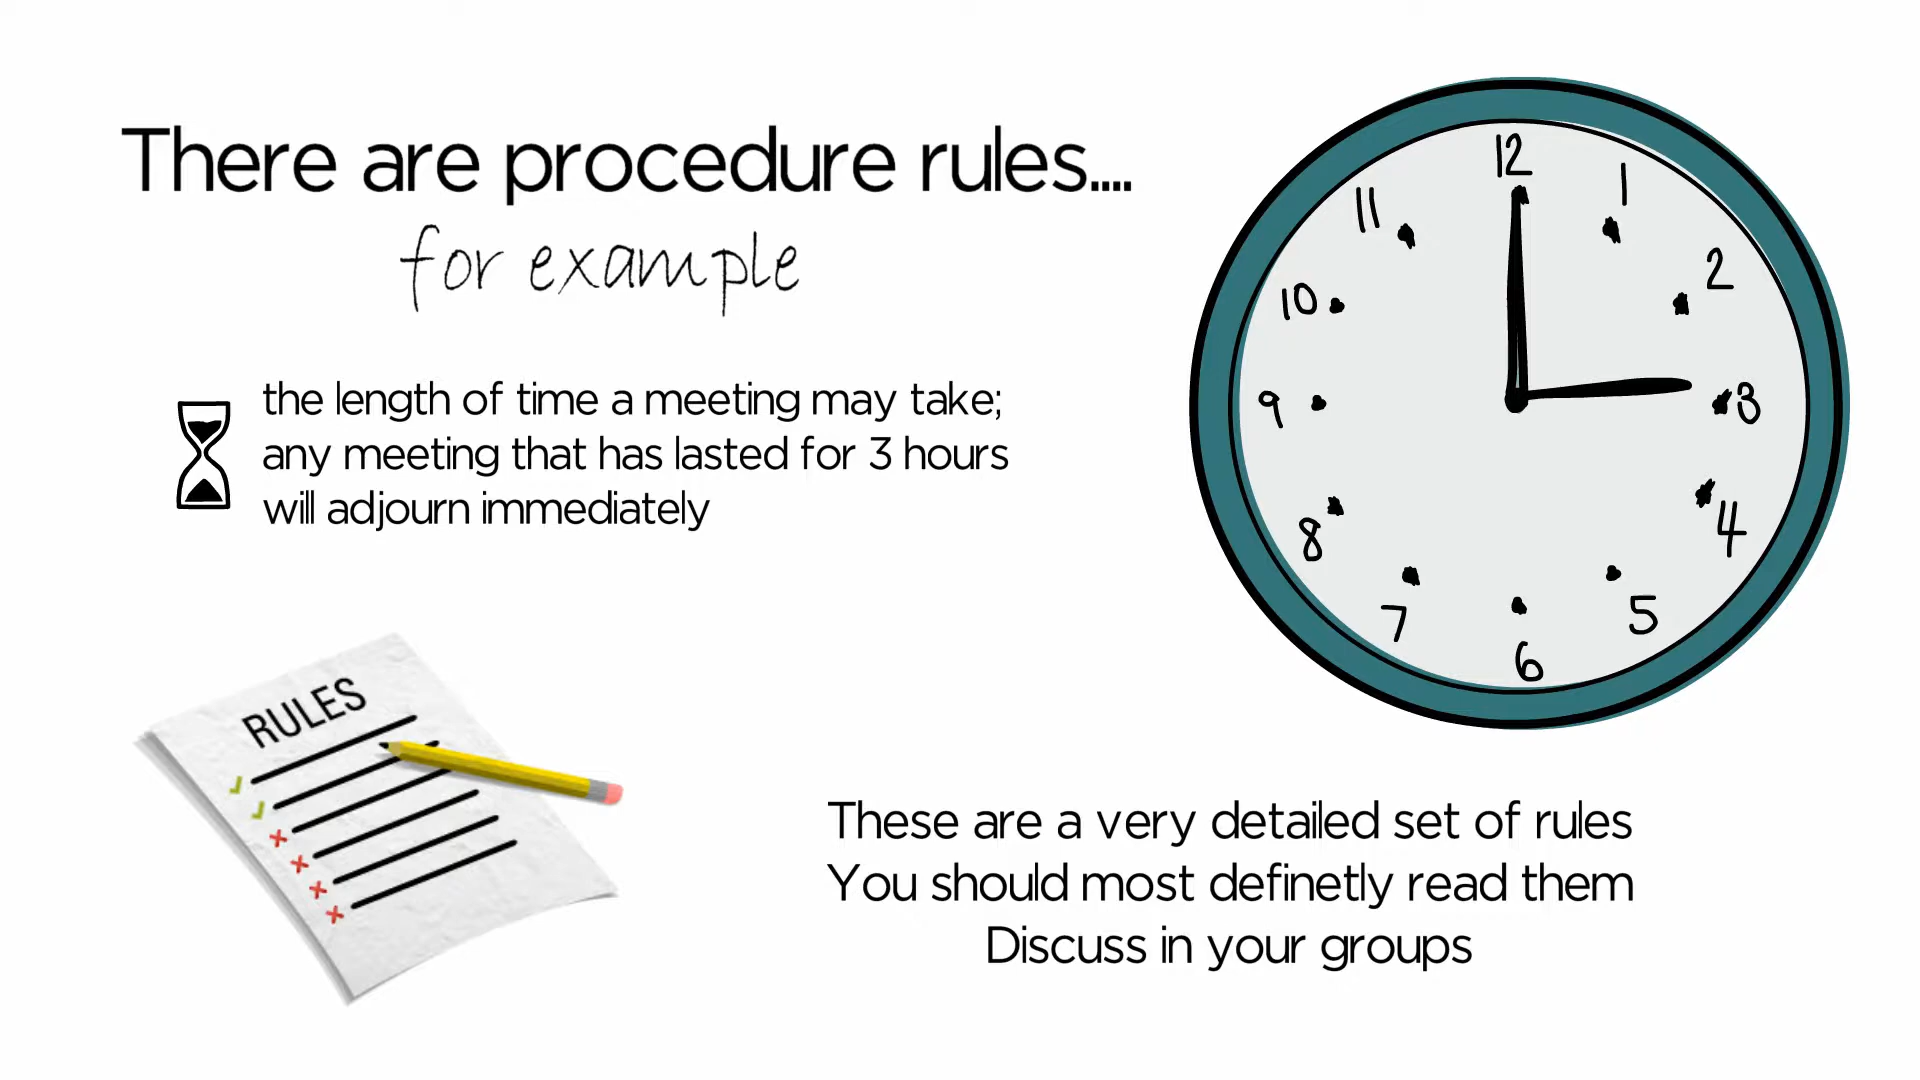 There are procedure rules....
for example
the length of time a meeting may take;
any meeting that has lasted for 3 hours
will adjourn immediately
12
1
2
3
4
5
6
7
8
9
10
11
RULES
These are a very detailed set of rules
You should most definetly read them
Discuss in your groups